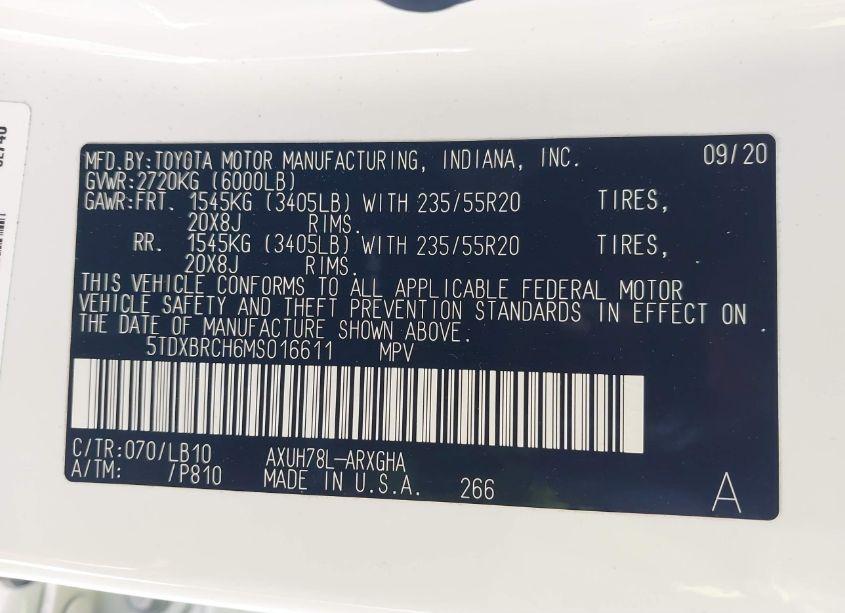 MFD.BY:TOYOTA MOTOR MANUFACTURING, INDIANA, INC. 09/20
GVWR:2720KG (6000LB)
GAWR:FRT. 1545KG (3405LB) WITH 235/55R20 TIRES,
20X8J RIMS.
RR. 1545KG (3405LB) WITH 235/55R20 TIRES,
20X8J RIMS.
THIS VEHICLE CONFORMS TO ALL APPLICABLE FEDERAL MOTOR
VEHICLE SAFETY AND THEFT PREVENTION STANDARDS IN EFFECT ON
THE DATE OF MANUFACTURE SHOWN ABOVE.
5TDXBRCH6MS016611 MPV
C/TR:070/LB10 AXUH78L-ARXGHA
A/TM: /P810 MADE IN U.S.A. 266
A